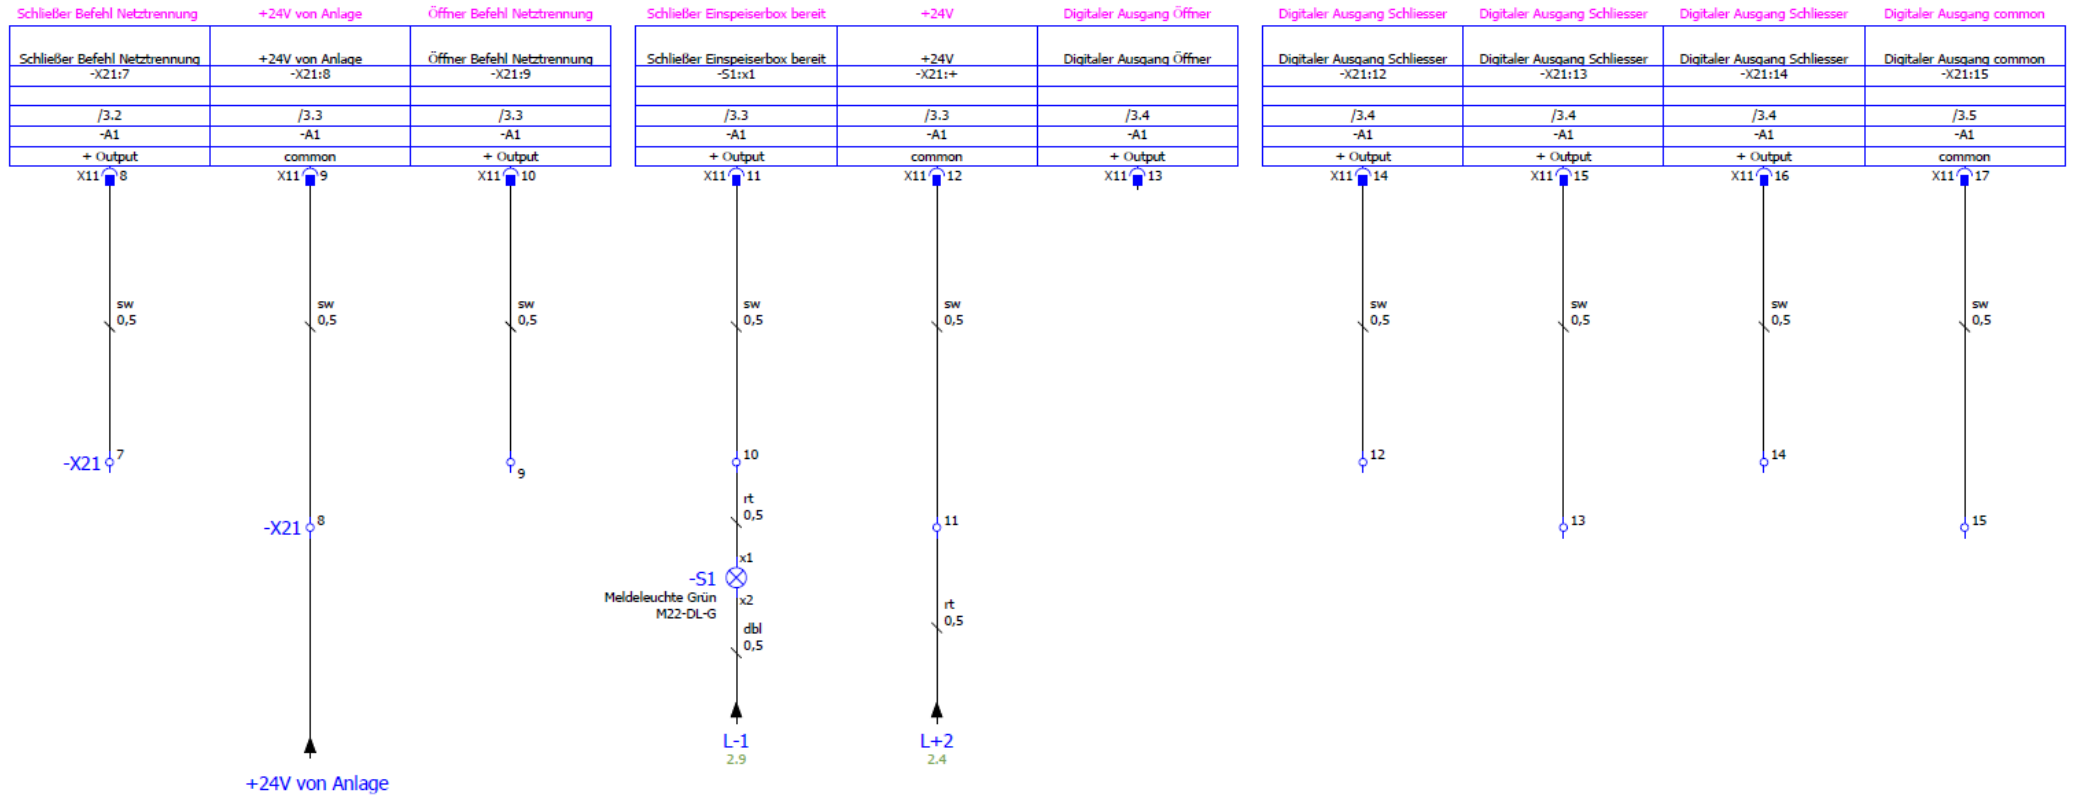 Schließer Befehl Netztrennung +24V von Anlage Öffner Befehl Netztrennung Schließer Einspeiserbox bereit +24V Digitaler Ausgang Öffner Digitaler Ausgang Schliesser Digitaler Ausgang Schliesser Digitaler Ausgang Schliesser Digitaler Ausgang common
Schließer Befehl Netztrennung +24V von Anlage Öffner Befehl Netztrennung Schließer Einspeiserbox bereit +24V Digitaler Ausgang Öffner Digitaler Ausgang Schliesser Digitaler Ausgang Schliesser Digitaler Ausgang Schliesser Digitaler Ausgang common
-X21:7 -X21:8 -X21:9 -S1:x1 -X21:+ -X21:12 -X21:13 -X21:14 -X21:15
/3.2 /3.3 /3.3 /3.3 /3.3 /3.4 /3.4 /3.4 /3.4 /3.5
-A1 -A1 -A1 -A1 -A1 -A1 -A1 -A1 -A1 -A1
+ Output common + Output + Output common + Output + Output + Output + Output common
X11 8 X11 9 X11 10 X11 11 X11 12 X11 13 X11 14 X11 15 X11 16 X11 17
sw sw sw sw sw sw sw sw sw
0,5 0,5 0,5 0,5 0,5 0,5 0,5 0,5 0,5
-X21 7 9 10 12 14
rt
0,5
-X21 8 11 13 15
x1
-S1
Meldeleuchte Grün x2
M22-DL-G
rt
0,5
dbl
0,5
L-1 L+2
2.9 2.4
+24V von Anlage